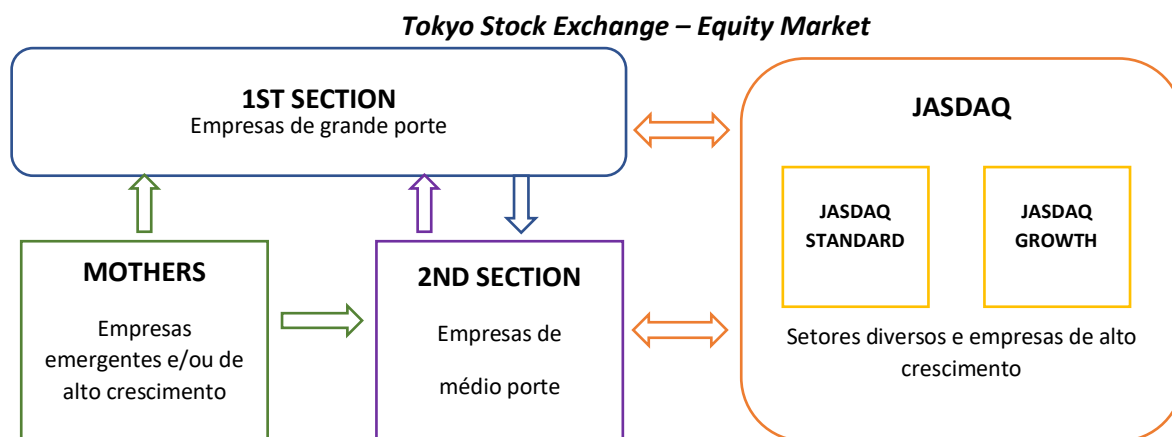 Tokyo Stock Exchange – Equity Market
1ST SECTION
Empresas de grande porte
JASDAQ
JASDAQ
STANDARD
JASDAQ
GROWTH
Setores diversos e empresas de alto
crescimento
MOTHERS
Empresas
emergentes e/ou de
alto crescimento
2ND SECTION
Empresas de
médio porte